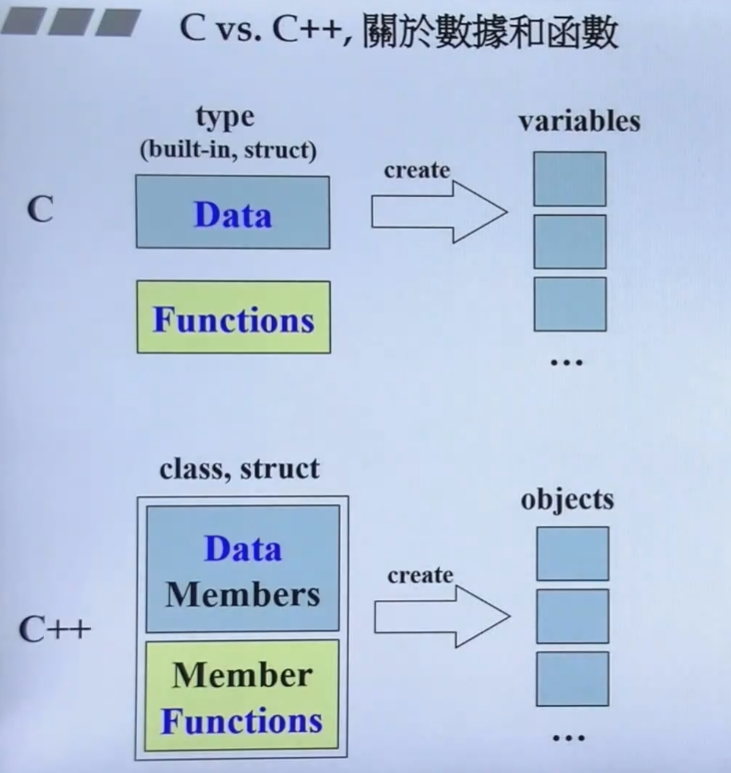 C vs. C++, 關於數據和函數
type
(built-in, struct)
variables
create
C
Data
Functions
...
class, struct
objects
Data
Members
create
C++
Member
Functions
...